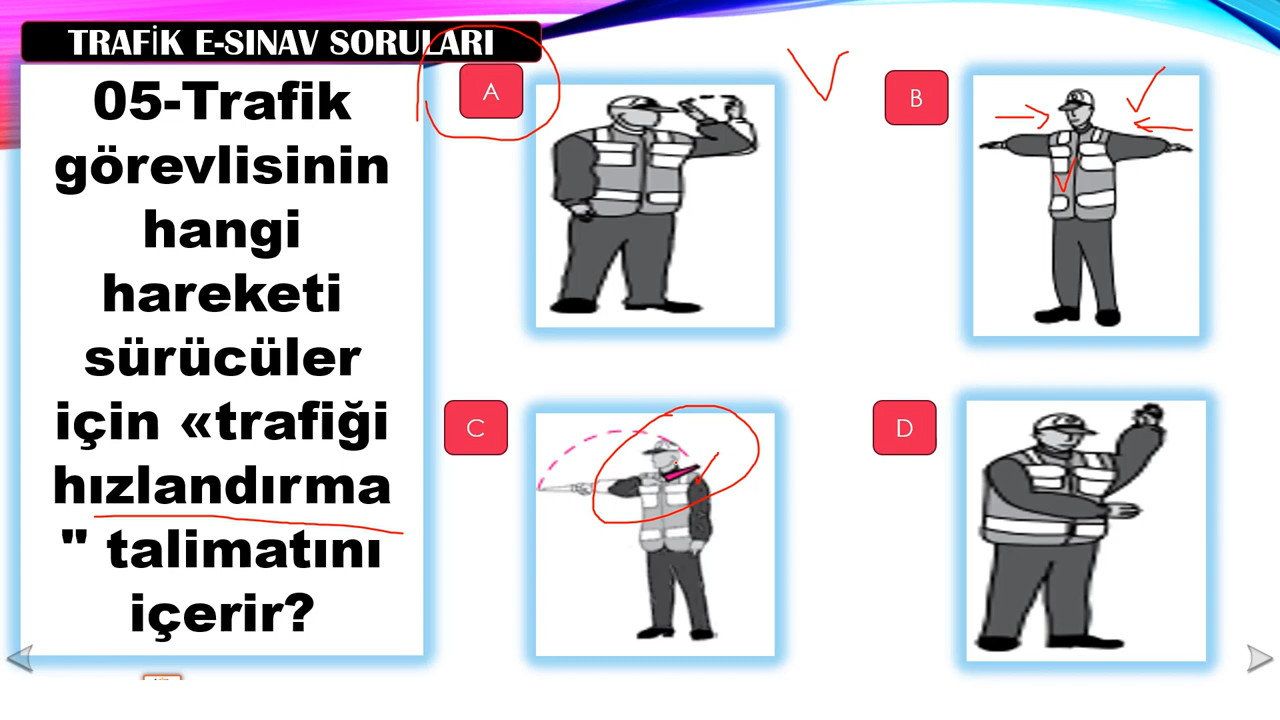 TRAFİK E-SINAV SORULARI
05-Trafik
görevlisinin
hangi
hareketi
sürücüler
için «trafiği
hızlandırma
" talimatını
içerir?
A
B
C
D